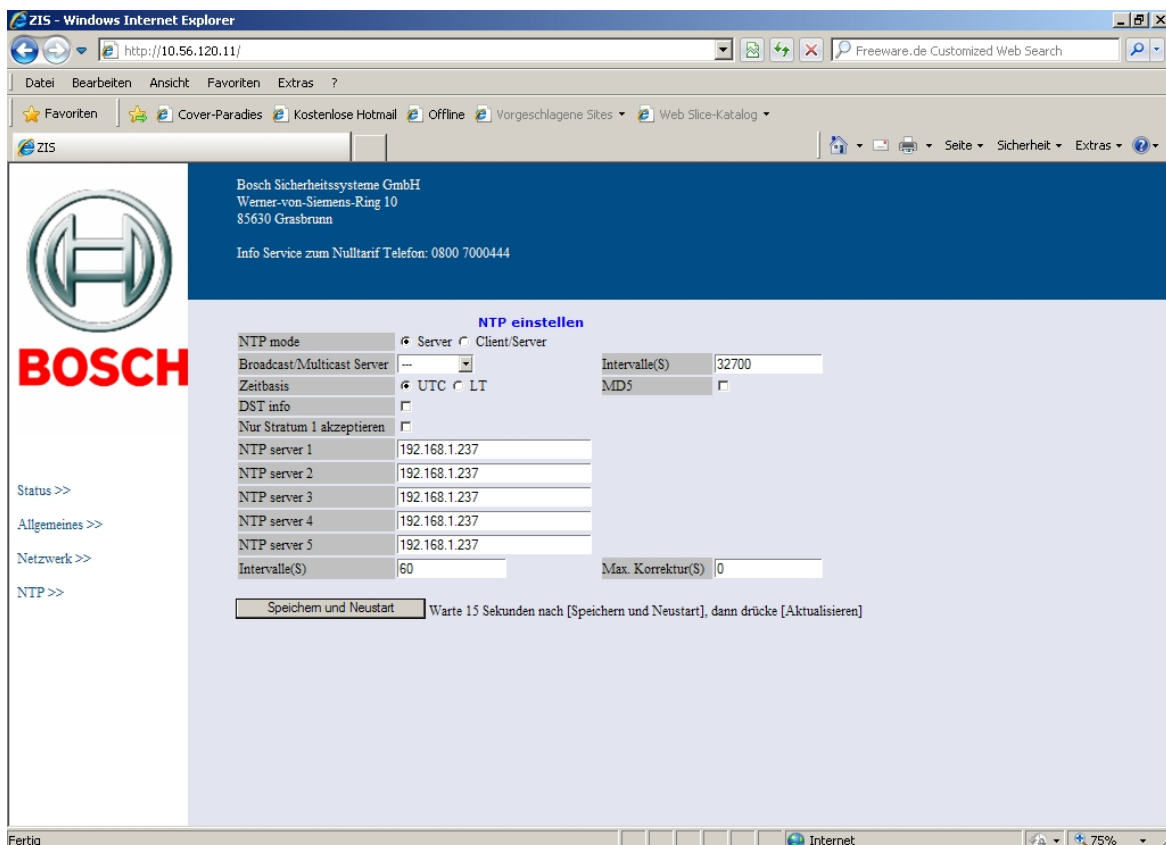 ZIS - Windows Internet Explorer
http://10.56.120.11/
Freeware.de Customized Web Search
Datei Bearbeiten Ansicht Favoriten Extras ?
Favoriten Cover-Paradies Kostenlose Hotmail Offline Vorgeschlagene Sites Web Slice-Katalog
ZIS
Seite Sicherheit Extras
Bosch Sicherheitssysteme GmbH
Werner-von-Siemens-Ring 10
85630 Grasbrunn
Info Service zum Nulltarif Telefon: 0800 7000444
BOSCH
Status >>
Allgemeines >>
Netzwerk >>
NTP >>
NTP einstellen
NTP mode Server Client/Server
Broadcast/Multicast Server --- Intervalle(S) 32700
Zeitbasis UTC LT MD5
DST info
Nur Stratum 1 akzeptieren
NTP server 1 192.168.1.237
NTP server 2 192.168.1.237
NTP server 3 192.168.1.237
NTP server 4 192.168.1.237
NTP server 5 192.168.1.237
Intervalle(S) 60 Max. Korrektur(S) 0
Speichern und Neustart Warte 15 Sekunden nach [Speichern und Neustart], dann drücke [Aktualisieren]
Fertig Internet 75%